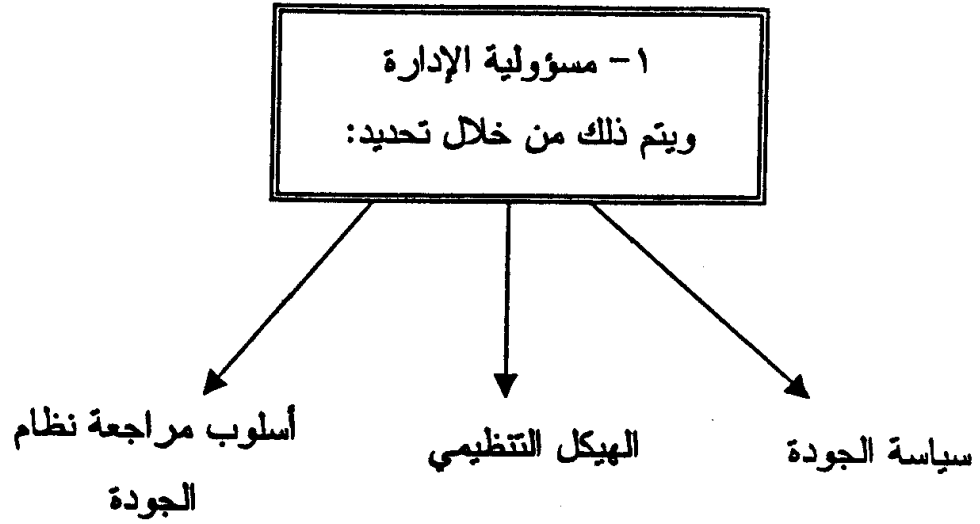 ١- مسؤولية الإدارة
ويتم ذلك من خلال تحديد:
سياسة الجودة
الهيكل التنظيمي
أسلوب مراجعة نظام
الجودة